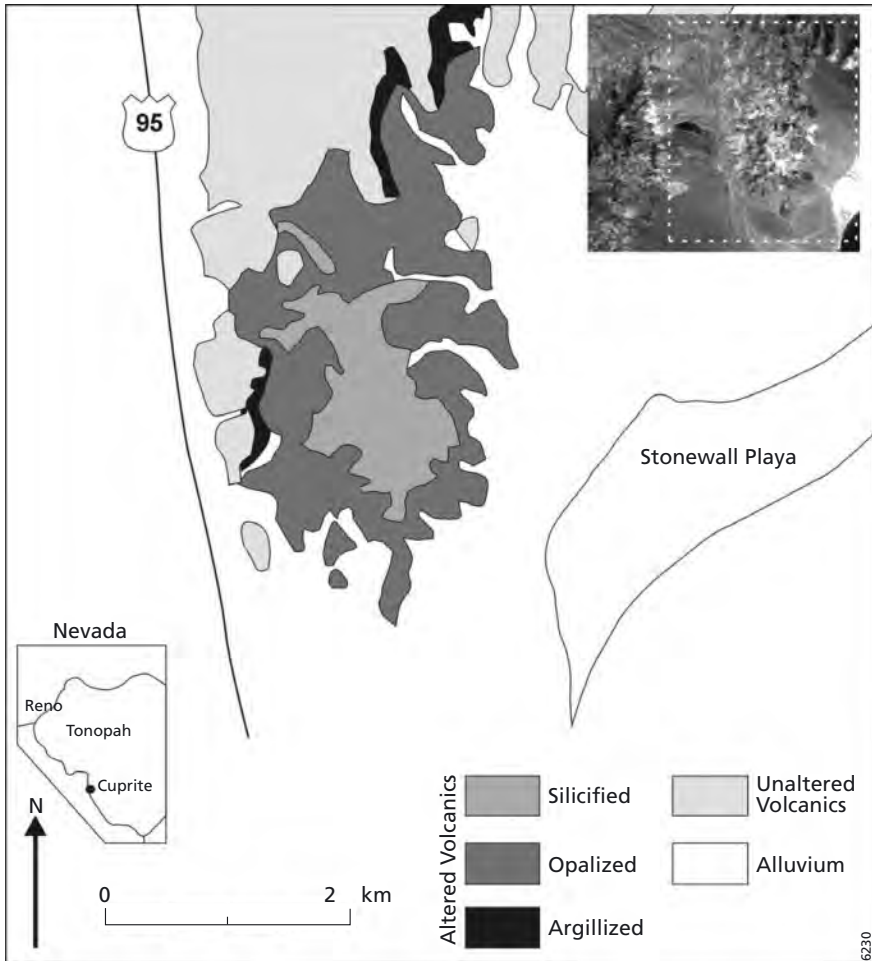 95
Stonewall Playa
Nevada
Reno
Tonopah
Cuprite
N
0 2 km
Altered Volcanics
Silicified
Opalized
Argillized
Unaltered
Volcanics
Alluvium
6230